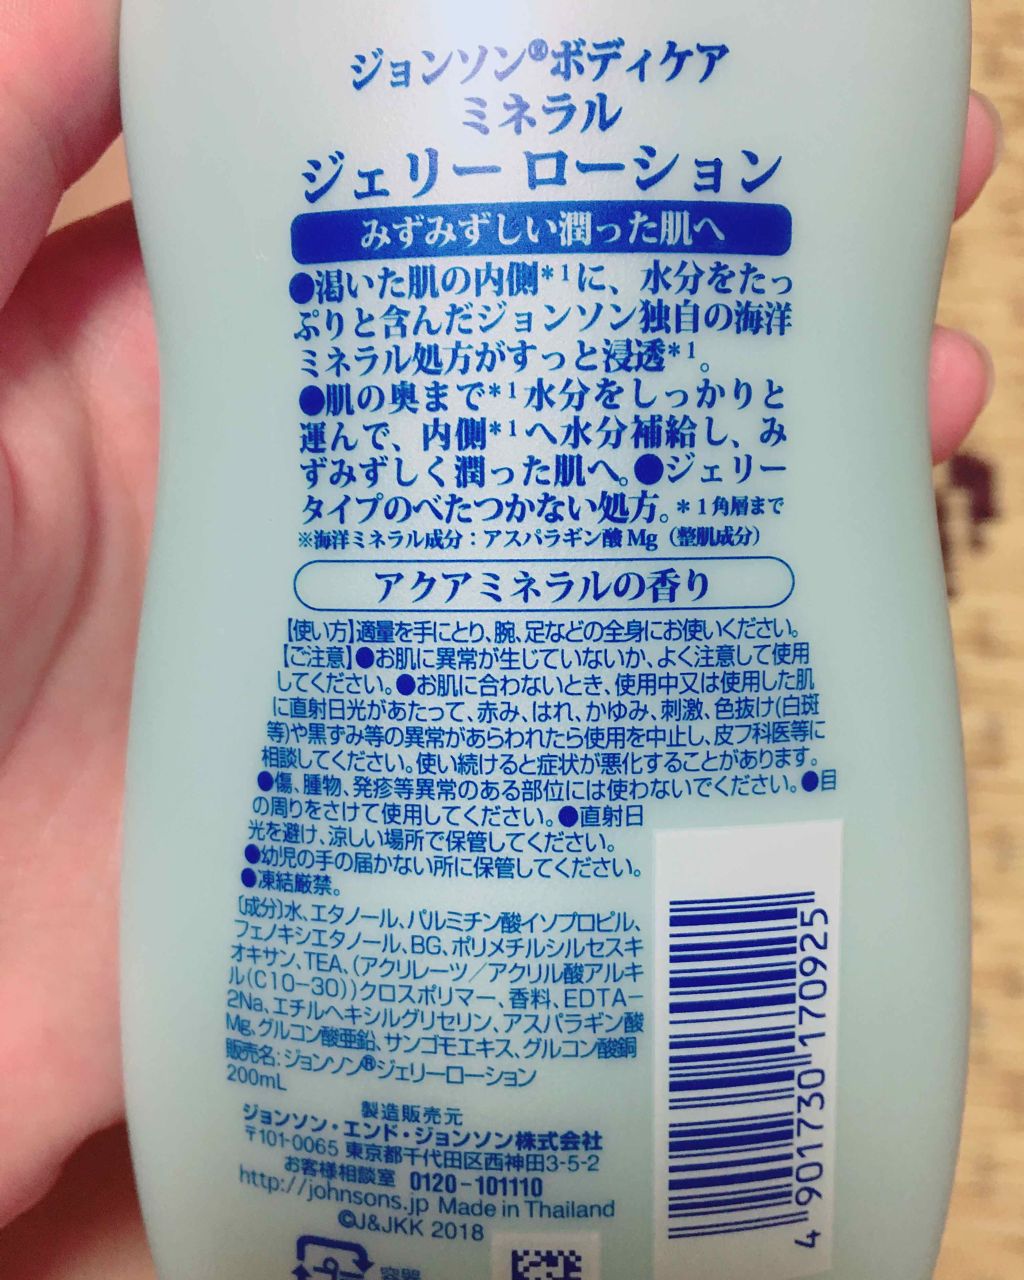 ジョンソン®ボディケア
ミネラル
ジェリー ローション
みずみずしい潤った肌へ
●渇いた肌の内側*1に、水分をたっ
ぷりと含んだジョンソン独自の海洋
ミネラル処方がすっと浸透*1。
●肌の奥まで*1水分をしっかりと
運んで、内側*1へ水分補給し、み
ずみずしく潤った肌へ。●ジェリー
タイプのべたつかない処方。*1角層まで
※海洋ミネラル成分：アスパラギン酸Mg（整肌成分）
アクアミネラルの香り
【使い方】適量を手にとり、腕、足などの全身にお使いください。
【ご注意】●お肌に異常が生じていないか、よく注意して使用
してください。●お肌に合わないとき、使用中又は使用した肌
に直射日光があたって、赤み、はれ、かゆみ、刺激、色抜け(白斑
等)や黒ずみ等の異常があらわれたら使用を中止し、皮フ科医等に
相談してください。使い続けると症状が悪化することがあります。
●傷、腫物、発疹等異常のある部位には使わないでください。●目
の周りをさけて使用してください。●直射日
光を避け、涼しい場所で保管してください。
●幼児の手の届かない所に保管してください。
●凍結厳禁。
〔成分〕水、エタノール、パルミチン酸イソプロピル、
フェノキシエタノール、BG、ポリメチルシルセスキ
オキサン、TEA、(アクリレーツ／アクリル酸アルキ
ル(C10-30))クロスポリマー、香料、EDTA-
2Na、エチルヘキシルグリセリン、アスパラギン酸
Mg、グルコン酸亜鉛、サンゴモエキス、グルコン酸銅
販売名：ジョンソン®ジェリーローション
200mL
製造販売元
ジョンソン・エンド・ジョンソン株式会社
〒101-0065 東京都千代田区西神田3-5-2
お客様相談室 0120-101110
http://johnsons.jp Made in Thailand
©J&JKK 2018
4 901730 170925
プ
容器